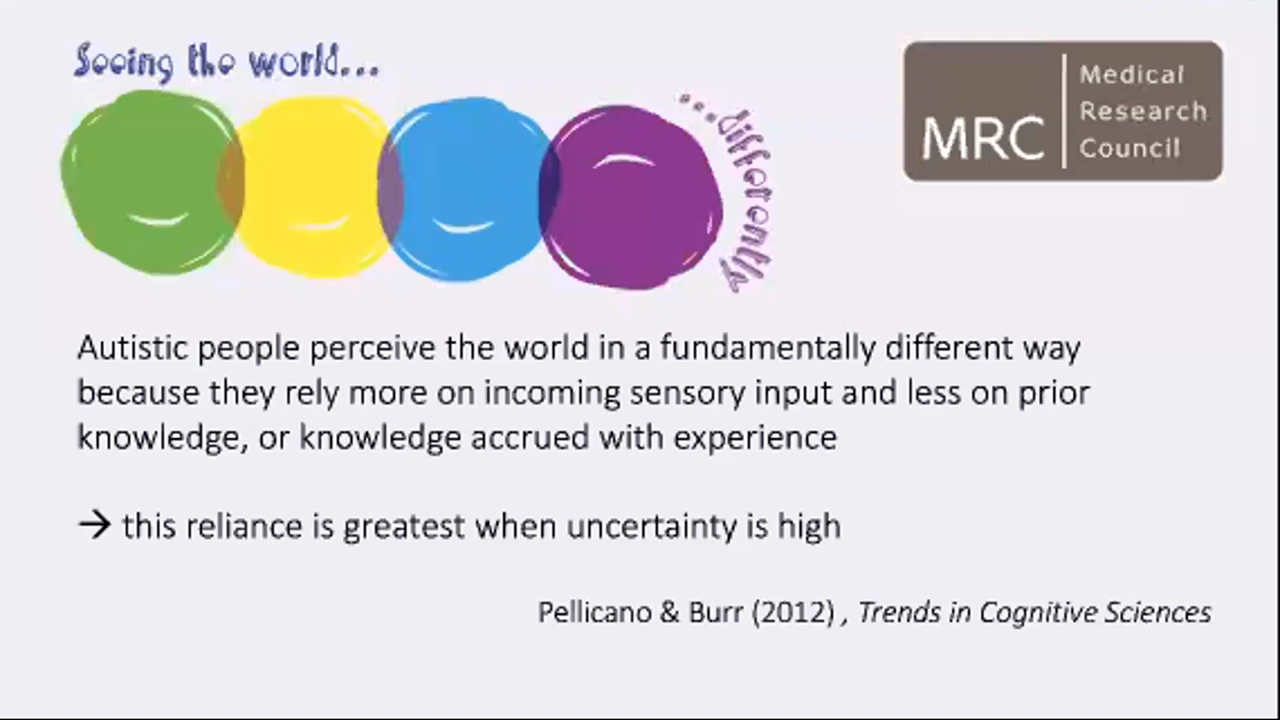 Seeing the world...
...differently
MRC
Medical
Research
Council
Autistic people perceive the world in a fundamentally different way
because they rely more on incoming sensory input and less on prior
knowledge, or knowledge accrued with experience
→ this reliance is greatest when uncertainty is high
Pellicano & Burr (2012) , Trends in Cognitive Sciences